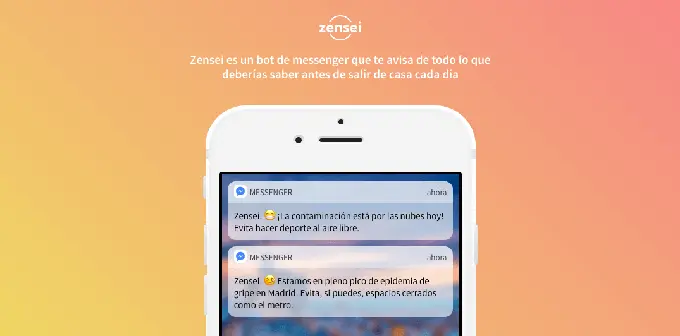 zensei
Zensei es un bot de messenger que te avisa de todo lo que
deberías saber antes de salir de casa cada día
MESSENGER ahora
Zensei: 😷 ¡La contaminación está por las nubes hoy!
Evita hacer deporte al aire libre.
MESSENGER ahora
Zensei: 🤒 Estamos en pleno pico de epidemia de
gripe en Madrid. Evita, si puedes, espacios cerrados
como el metro.